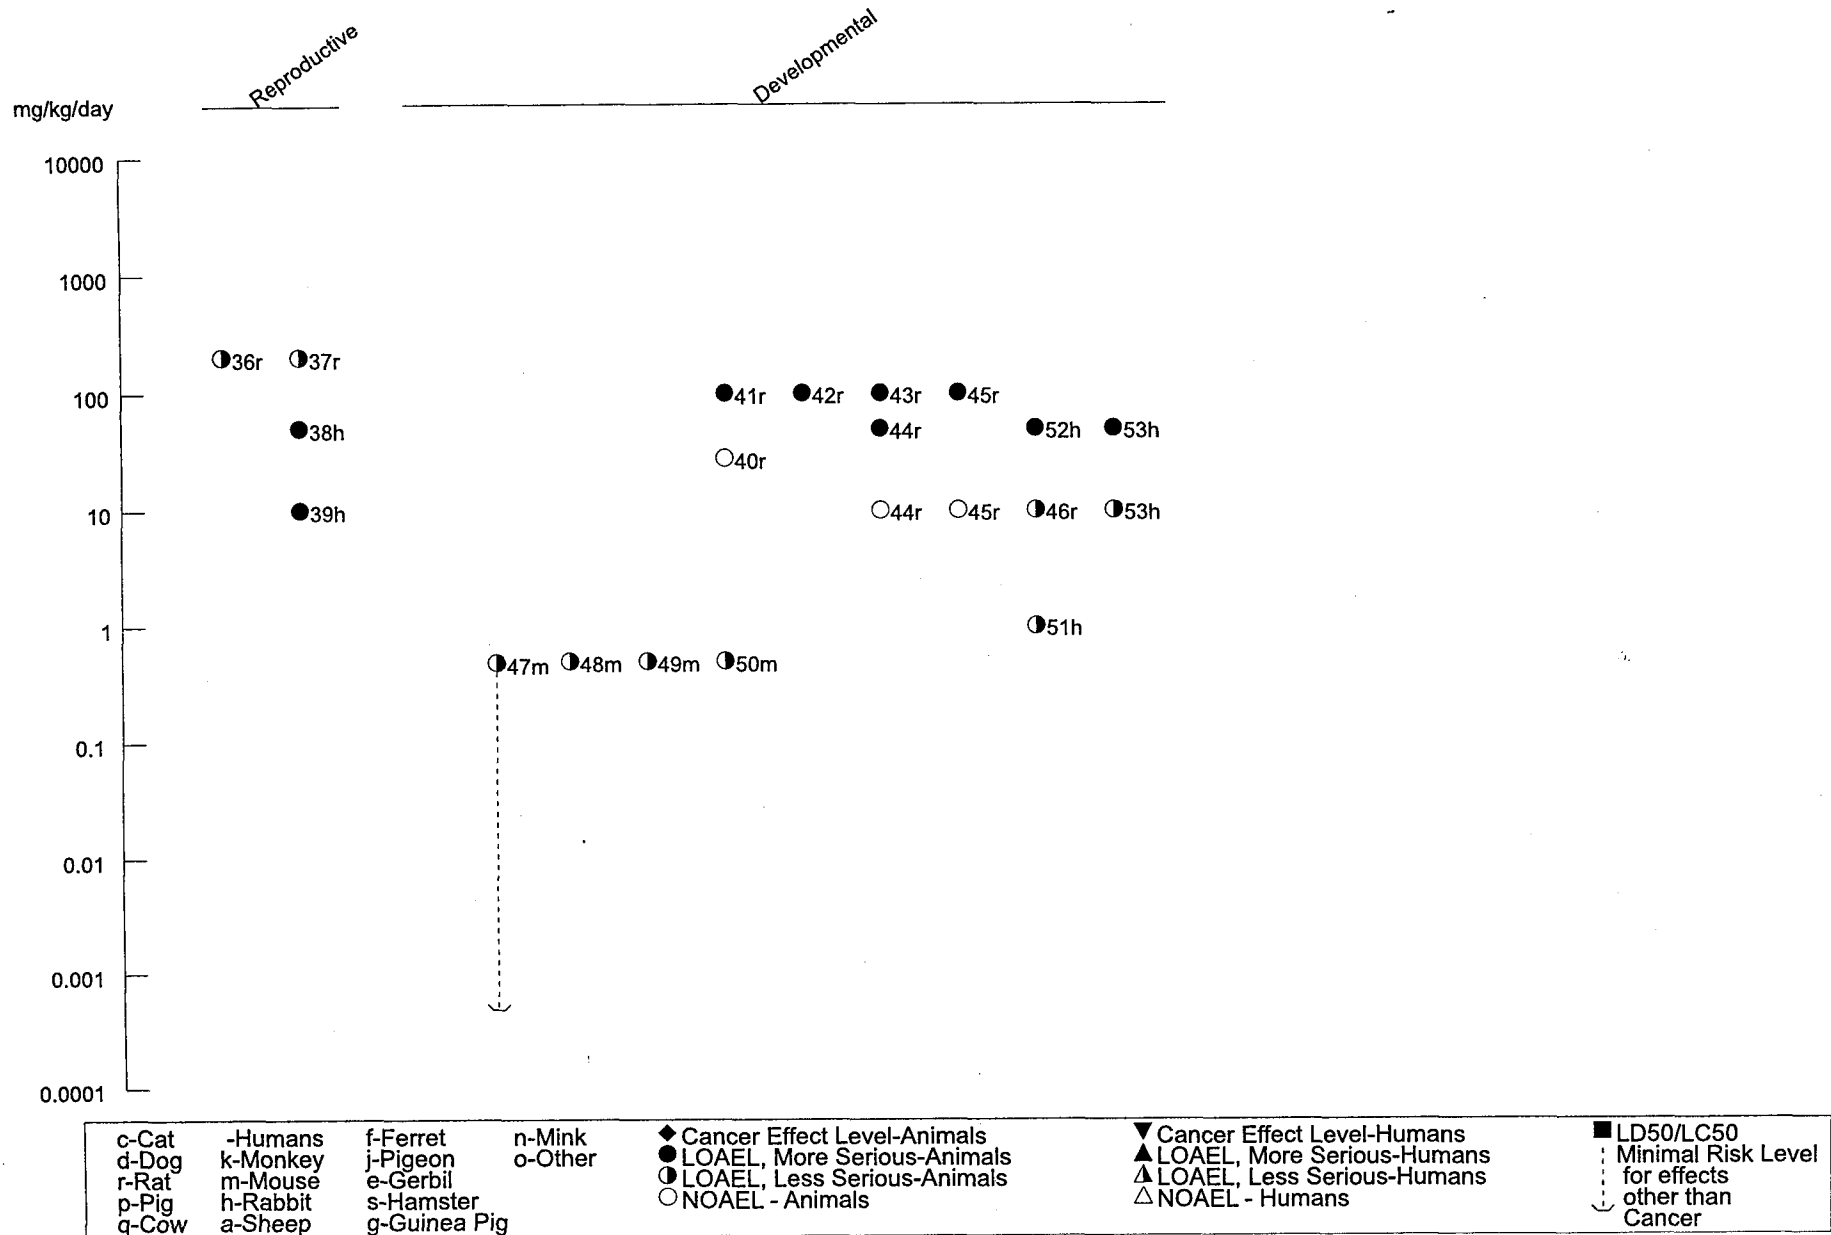 Reproductive
Developmental
mg/kg/day
10000
1000
36r 37r
100 41r 42r 43r 45r
38h 44r 52h 53h
40r
10 39h 44r 45r 46r 53h
1 51h
47m 48m 49m 50m
0.1
0.01
0.001
0.0001
c-Cat -Humans f-Ferret n-Mink Cancer Effect Level-Animals Cancer Effect Level-Humans LD50/LC50
d-Dog k-Monkey j-Pigeon o-Other LOAEL, More Serious-Animals LOAEL, More Serious-Humans Minimal Risk Level
r-Rat m-Mouse e-Gerbil LOAEL, Less Serious-Animals LOAEL, Less Serious-Humans for effects
p-Pig h-Rabbit s-Hamster NOAEL - Animals NOAEL - Humans other than
q-Cow a-Sheep g-Guinea Pig Cancer